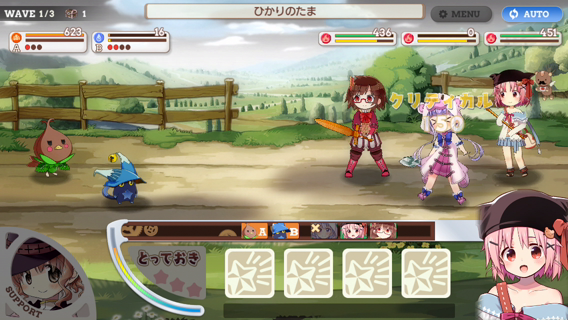 WAVE 1/3 1
ひかりのたま
MENU
AUTO
623
16
436
0
451
A
B
クリティカル
A
B
とっておき
SUPPORT